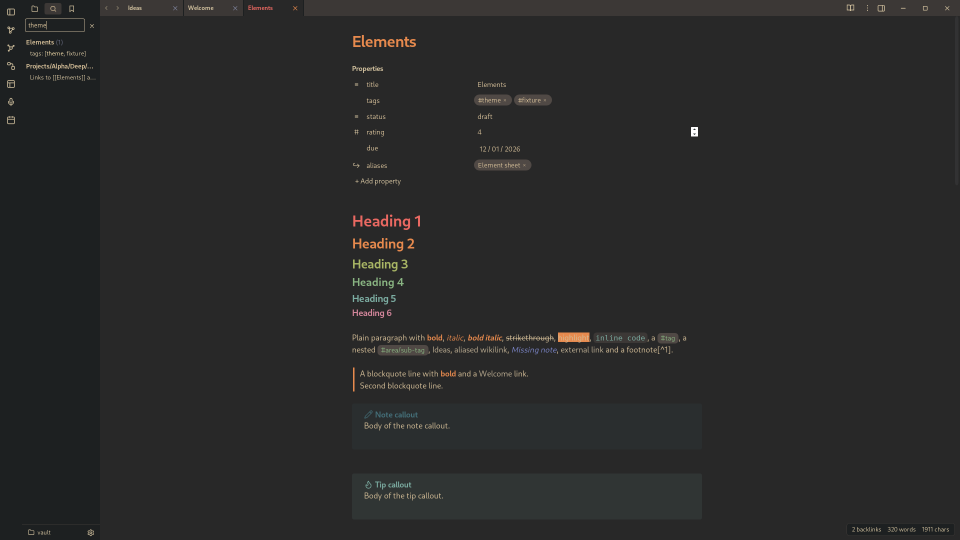 Ideas
Welcome
Elements
theme
Elements (1)
tags: [theme, fixture]
Projects/Alpha/Deep/...
Links to [[Elements]] a...
Elements
Properties
title Elements
tags #theme × #fixture ×
status draft
# rating 4
due 12/01/2026
aliases Element sheet ×
+ Add property
Heading 1
Heading 2
Heading 3
Heading 4
Heading 5
Heading 6
Plain paragraph with bold, italic, bold italic, strikethrough, highlight, inline code, a #tag, a
nested #area/sub-tag, Ideas, aliased wikilink, Missing note, external link and a footnote[^1].
A blockquote line with bold and a Welcome link.
Second blockquote line.
Note callout
Body of the note callout.
Tip callout
Body of the tip callout.
vault
2 backlinks 320 words 1911 chars